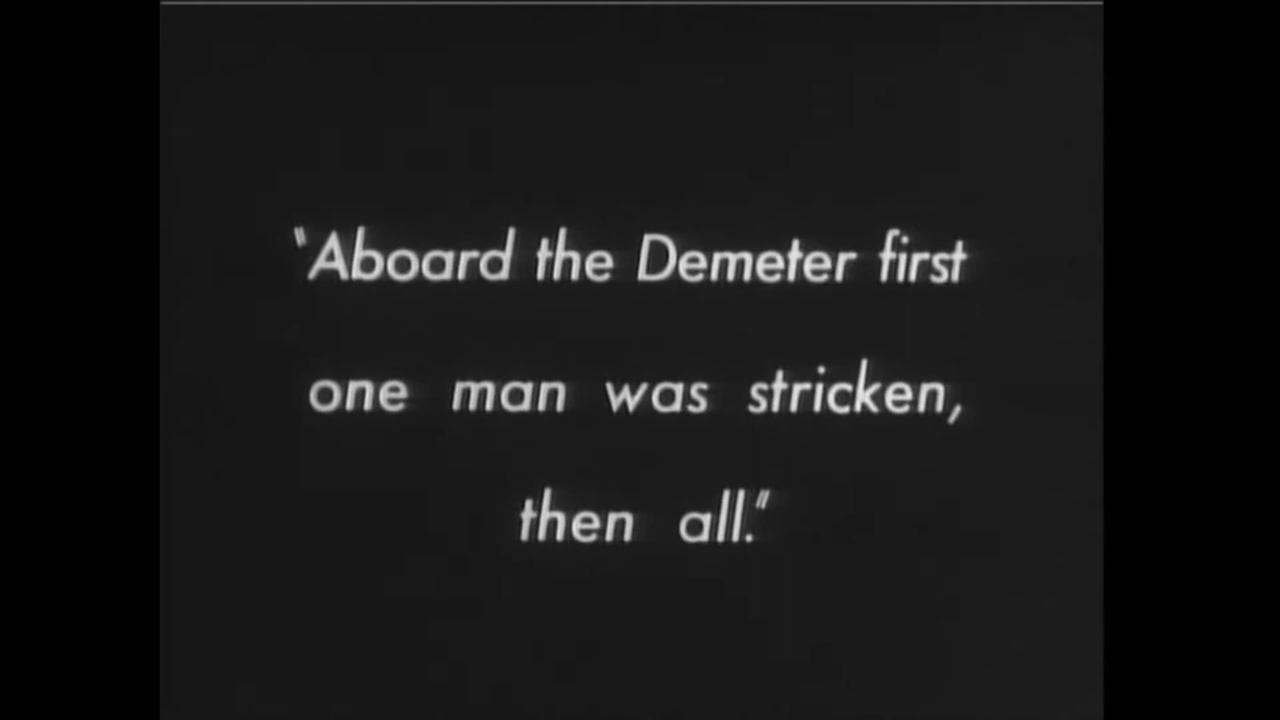 "Aboard the Demeter first
one man was stricken,
then all."